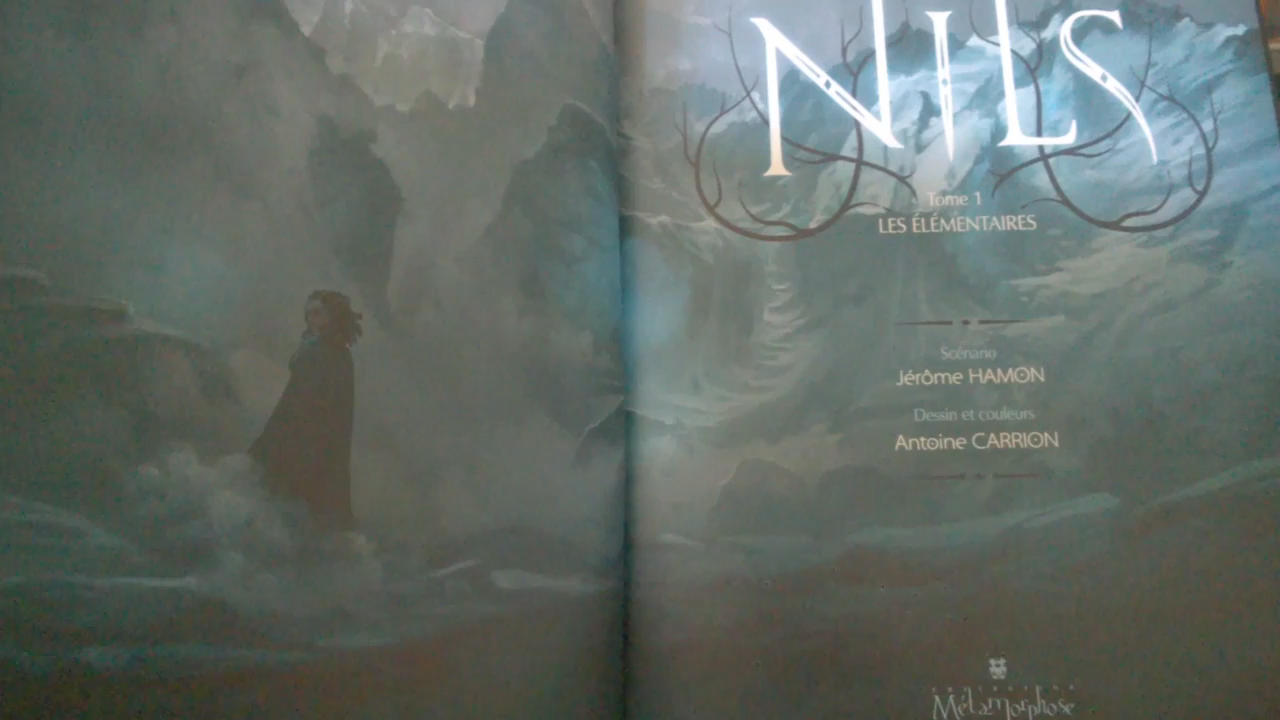 NILS
Tome 1
LES ÉLÉMENTAIRES
Scénario
Jérôme HAMON
Dessin et couleurs
Antoine CARRION
Métamorphose